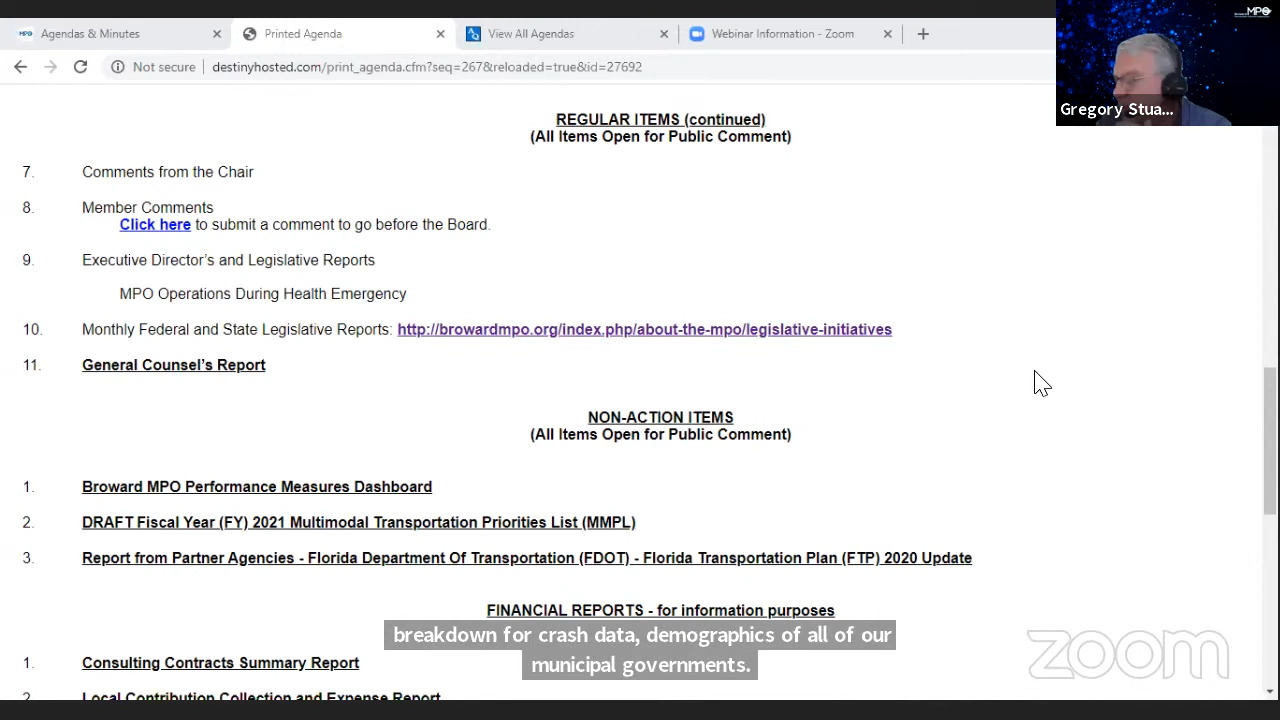 Agendas & Minutes
Printed Agenda
View All Agendas
Webinar Information - Zoom
Not secure
destinyhosted.com/print_agenda.cfm?seq=267&reloaded=true&id=27692
MPO
Gregory Stua...
REGULAR ITEMS (continued)
(All Items Open for Public Comment)
7. Comments from the Chair
8. Member Comments
Click here to submit a comment to go before the Board.
9. Executive Director's and Legislative Reports
MPO Operations During Health Emergency
10. Monthly Federal and State Legislative Reports: http://browardmpo.org/index.php/about-the-mpo/legislative-initiatives
11. General Counsel's Report
NON-ACTION ITEMS
(All Items Open for Public Comment)
1. Broward MPO Performance Measures Dashboard
2. DRAFT Fiscal Year (FY) 2021 Multimodal Transportation Priorities List (MMPL)
3. Report from Partner Agencies - Florida Department Of Transportation (FDOT) - Florida Transportation Plan (FTP) 2020 Update
FINANCIAL REPORTS - for information purposes
breakdown for crash data, demographics of all of our
municipal governments.
1. Consulting Contracts Summary Report
2. Local Contribution Collection and Expense Report
zoom